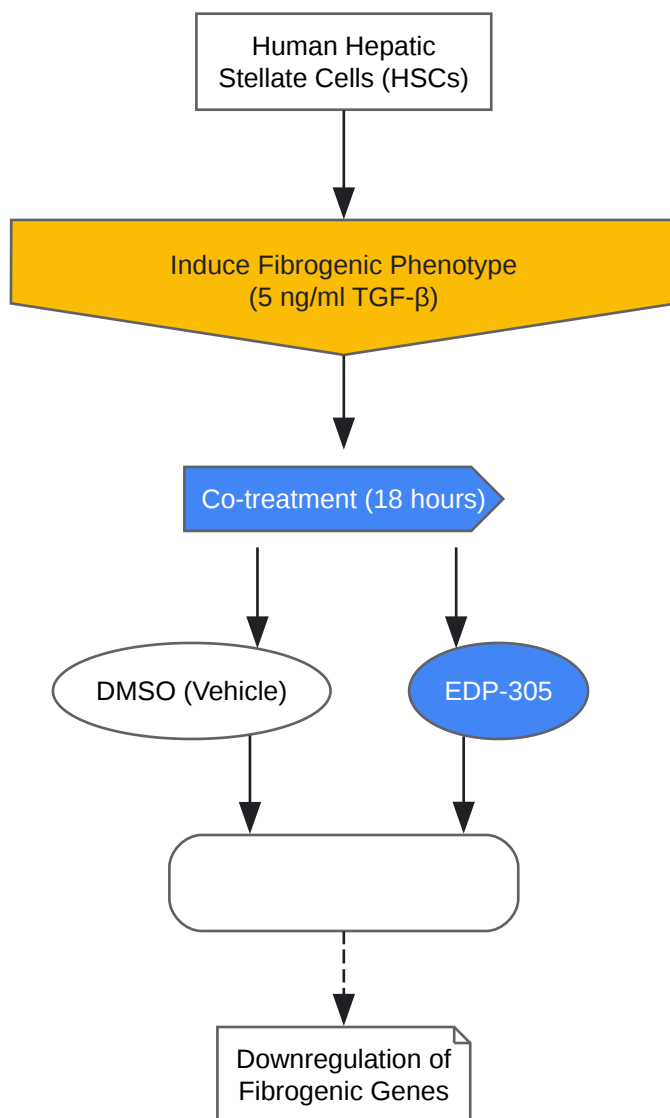 Human Hepatic
Stellate Cells (HSCs)
Induce Fibrogenic Phenotype
(5 ng/ml TGF-β)
Co-treatment (18 hours)
DMSO (Vehicle)
EDP-305
Downregulation of
Fibrogenic Genes